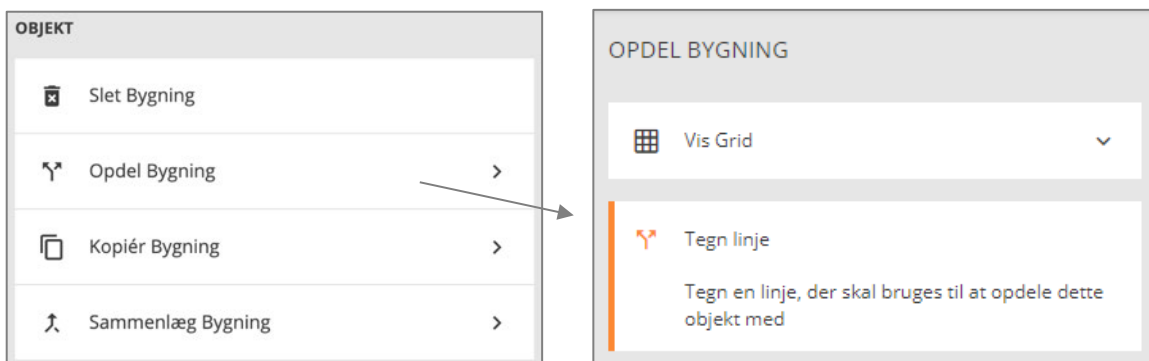 OBJEKT
Slet Bygning
Opdel Bygning
Kopiér Bygning
Sammenlæg Bygning
OPDEL BYGNING
Vis Grid
Tegn linje
Tegn en linje, der skal bruges til at opdele dette
objekt med